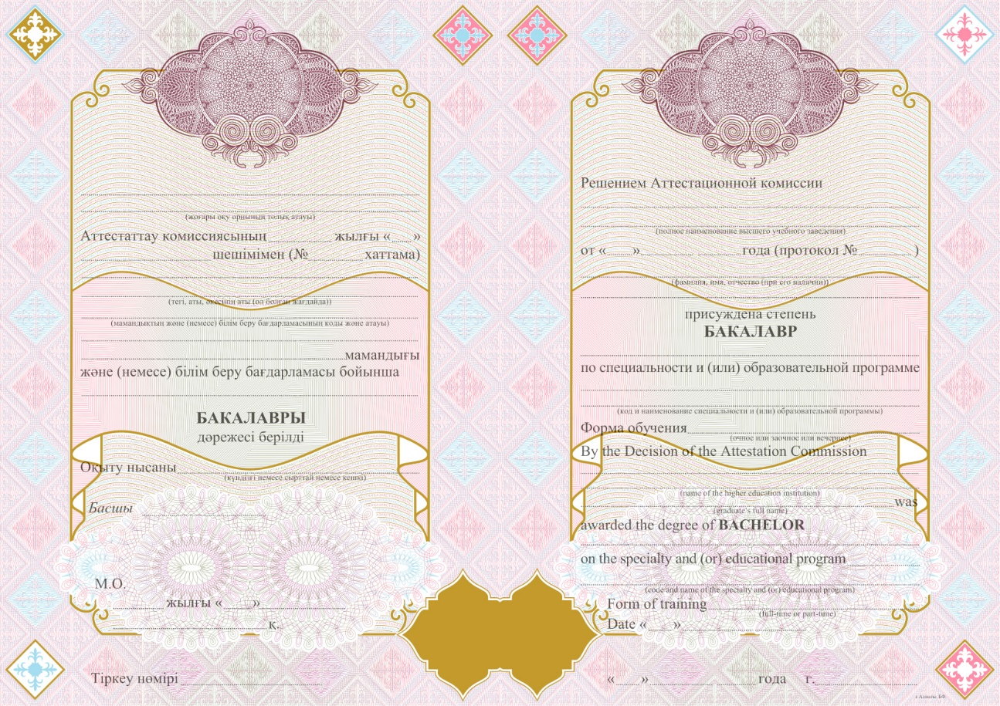 (жоғары оқу орнының толық атауы)
Аттестаттау комиссиясының жылғы « »
шешімімен (№ хаттама)
(тегі, аты, әкесінің аты (ол болған жағдайда))
(мамандықтың және (немесе) білім беру бағдарламасының коды және атауы)
мамандығы
және (немесе) білім беру бағдарламасы бойынша
БАКАЛАВРЫ
дәрежесі берілді
Оқыту нысаны
(күндізгі немесе сырттай немесе кешкі)
Басшы
М.О.
жылғы « »
қ.
Тіркеу нөмірі
Решением Аттестационной комиссии
(полное наименование высшего учебного заведения)
от « » года (протокол № )
(фамилия, имя, отчество (при его наличии))
присуждена степень
БАКАЛАВР
по специальности и (или) образовательной программе
(код и наименование специальности и (или) образовательной программы)
Форма обучения
(очное или заочное или вечернее)
By the Decision of the Attestation Commission
(name of the higher education institution)
was
(graduate's full name)
awarded the degree of BACHELOR
on the specialty and (or) educational program
(code and name of the specialty and (or) educational program)
Form of training
(full-time or part-time)
Date « »
« » года г.